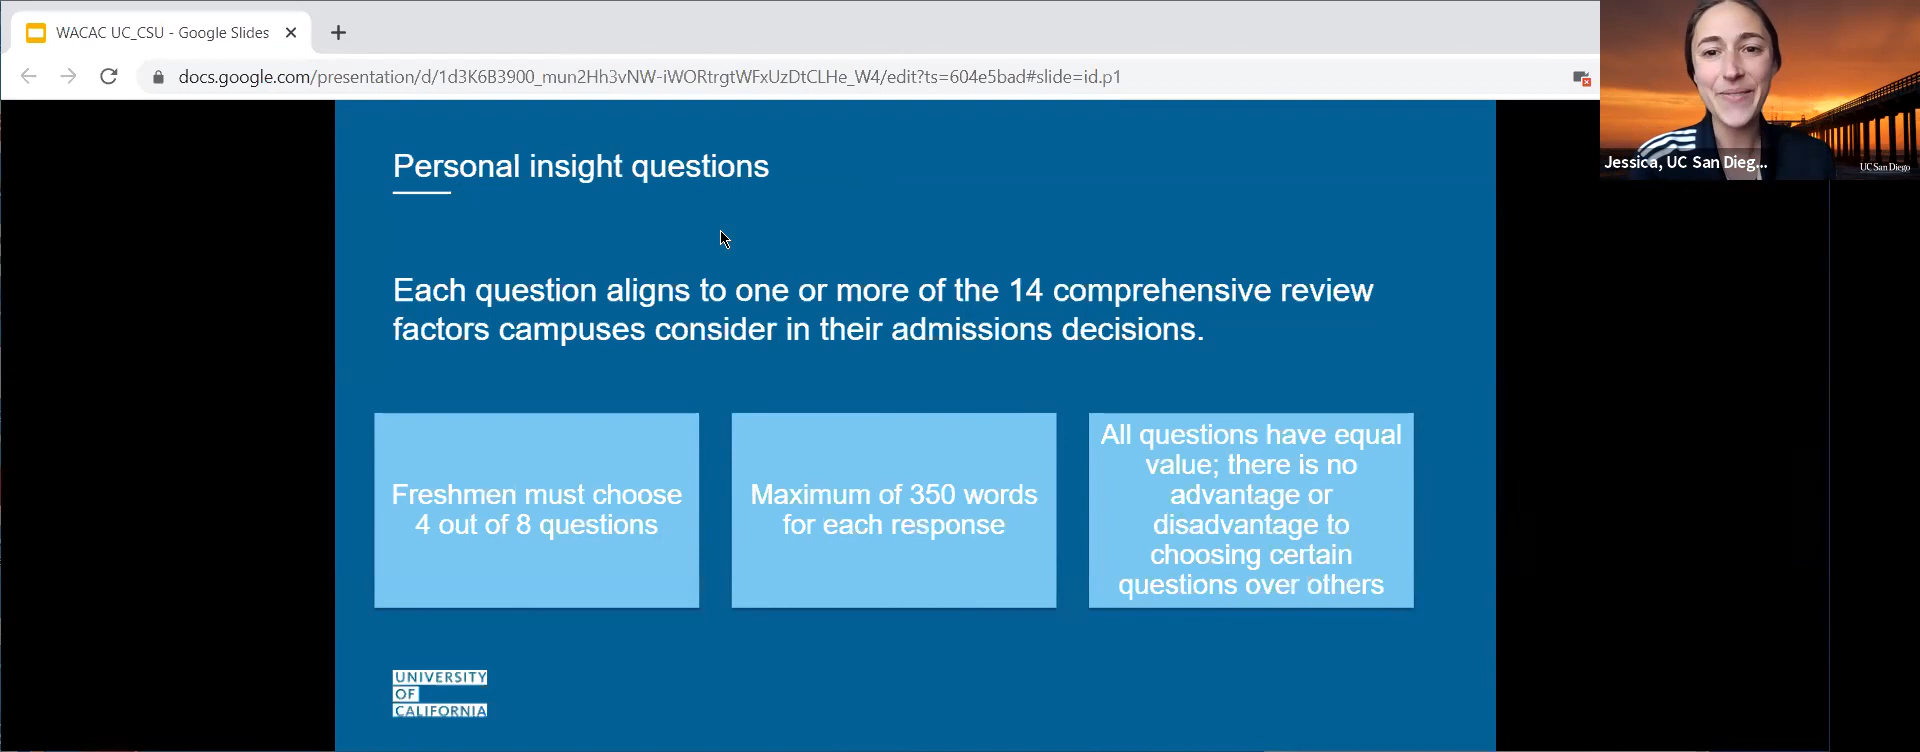 WACAC UC_CSU - Google Slides
docs.google.com/presentation/d/1d3K6B3900_mun2Hh3vNW-iWORtrgtWFxUzDtCLHe_W4/edit?ts=604e5bad#slide=id.p1
Jessica, UC San Dieg...
UC San Diego
Personal insight questions
Each question aligns to one or more of the 14 comprehensive review
factors campuses consider in their admissions decisions.
Freshmen must choose
4 out of 8 questions
Maximum of 350 words
for each response
All questions have equal
value; there is no
advantage or
disadvantage to
choosing certain
questions over others
UNIVERSITY
OF
CALIFORNIA